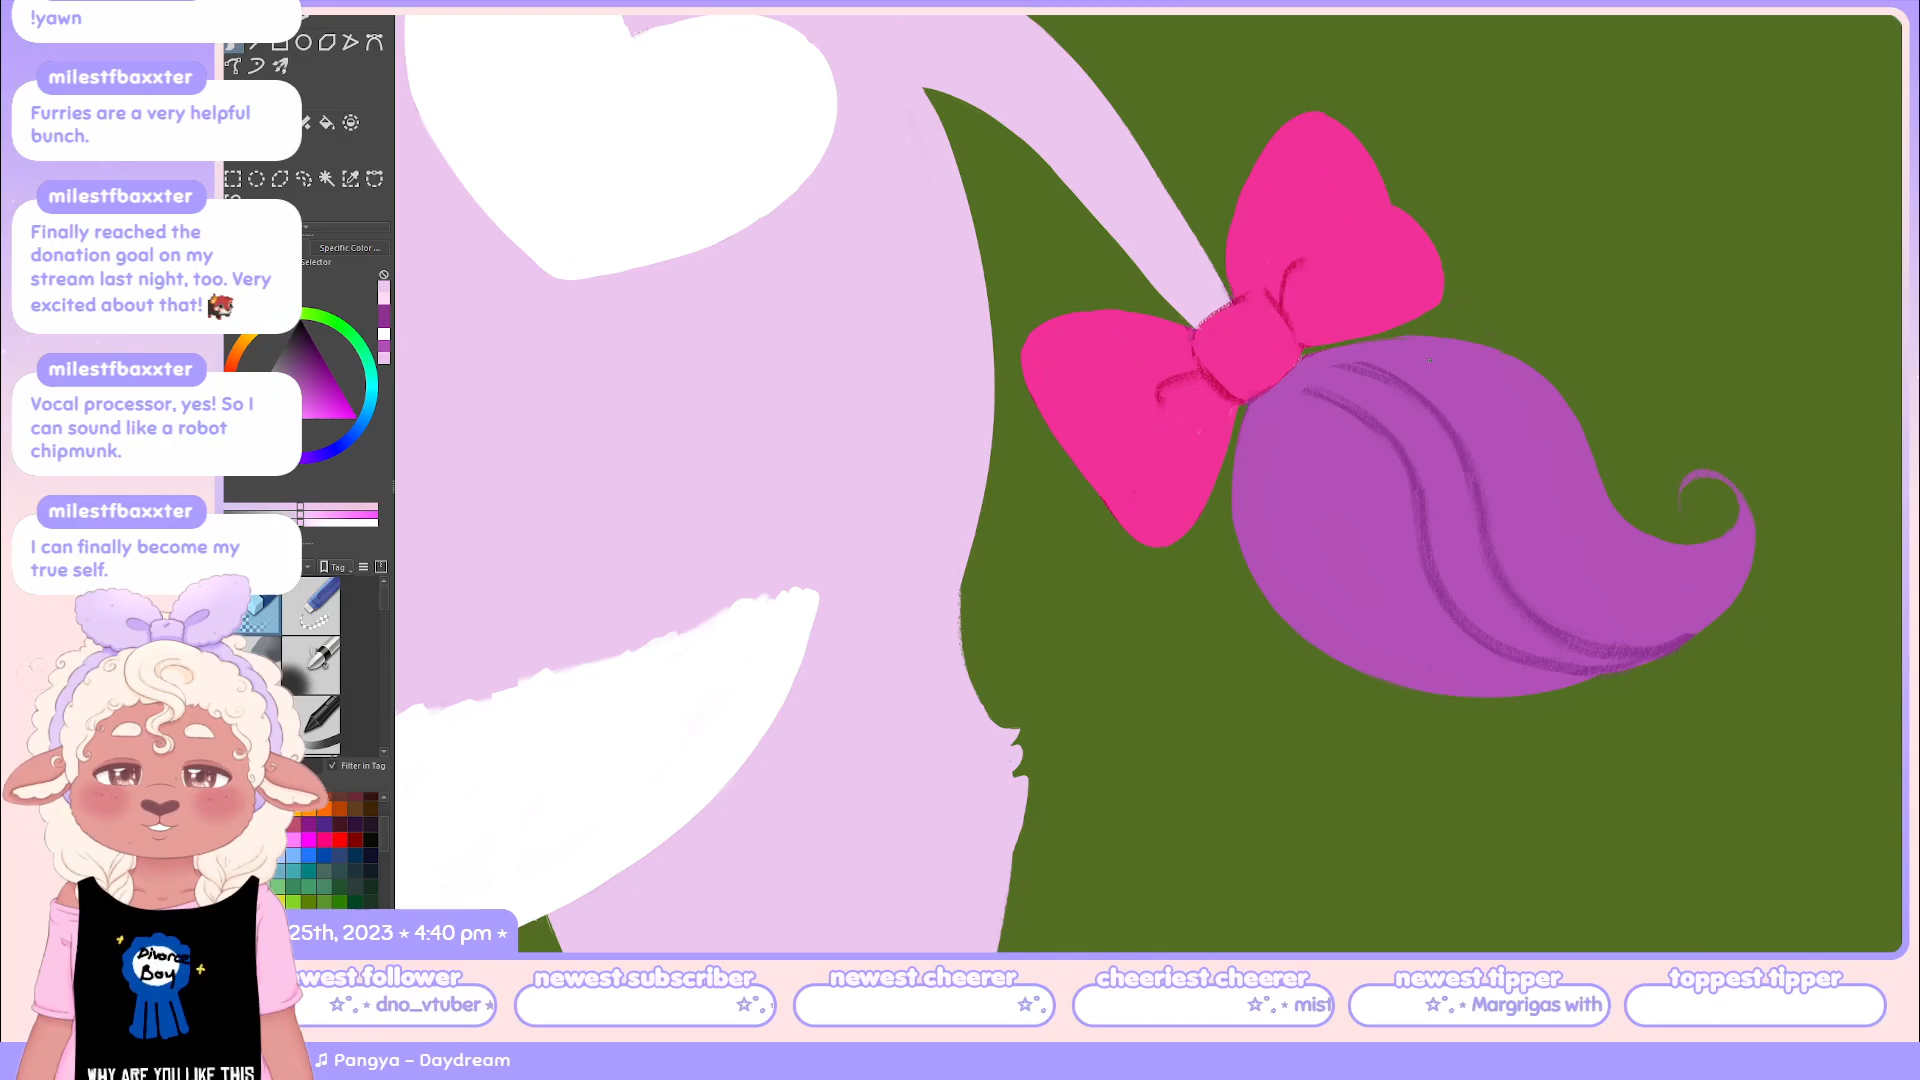 !yawn
milestfbaxxter
Furries are a very helpful
bunch.
milestfbaxxter
Finally reached the
donation goal on my
stream last night, too. Very
excited about that!
milestfbaxxter
Vocal processor, yes! So I
can sound like a robot
chipmunk.
milestfbaxxter
I can finally become my
true self.
Specific Color ...
Selector
Tag
Filter in Tag
Divorce
Boy
WHY ARE YOU LIKE THIS
25th, 2023 ★ 4:40 pm ★
west follower
dno_vtuber
newest subscriber
newest cheerer
cheeriest cheerer
mist
newest tipper
Margrigas with
toppest tipper
♫ Pangya - Daydream